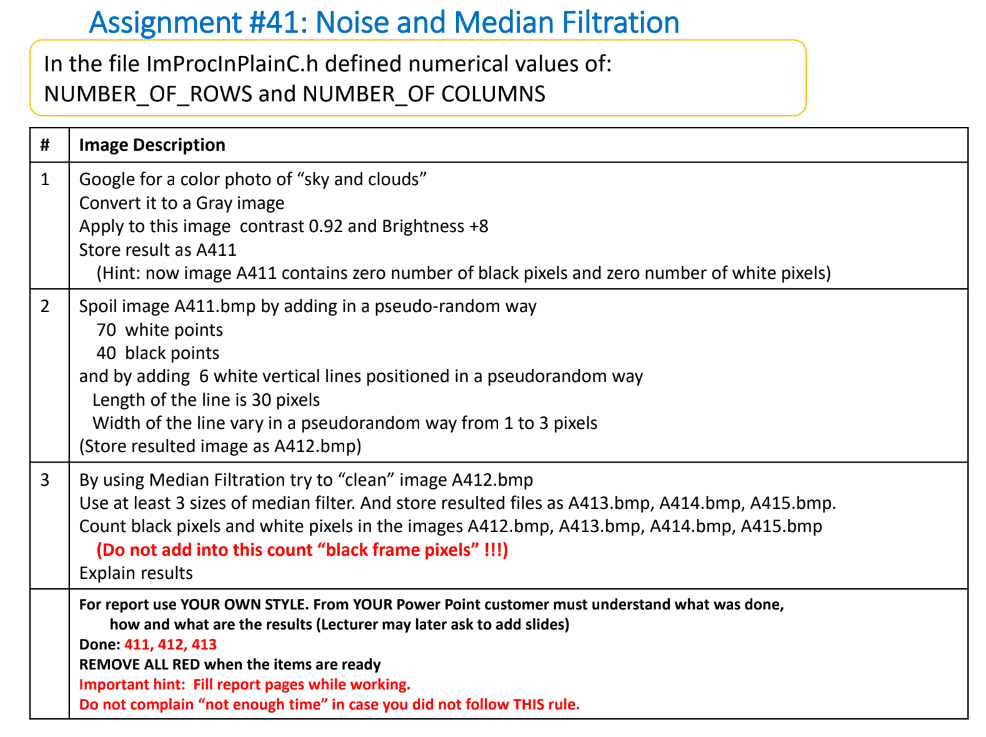 Assignment #41: Noise and Median Filtration
In the file ImProcInPlainC.h defined numerical values of:
NUMBER_OF_ROWS and NUMBER_OF COLUMNS
# Image Description
1 Google for a color photo of “sky and clouds”
Convert it to a Gray image
Apply to this image contrast 0.92 and Brightness +8
Store result as A411
(Hint: now image A411 contains zero number of black pixels and zero number of white pixels)
2 Spoil image A411.bmp by adding in a pseudo-random way
70 white points
40 black points
and by adding 6 white vertical lines positioned in a pseudorandom way
Length of the line is 30 pixels
Width of the line vary in a pseudorandom way from 1 to 3 pixels
(Store resulted image as A412.bmp)
3 By using Median Filtration try to “clean” image A412.bmp
Use at least 3 sizes of median filter. And store resulted files as A413.bmp, A414.bmp, A415.bmp.
Count black pixels and white pixels in the images A412.bmp, A413.bmp, A414.bmp, A415.bmp
(Do not add into this count “black frame pixels” !!!)
Explain results
For report use YOUR OWN STYLE. From YOUR Power Point customer must understand what was done,
how and what are the results (Lecturer may later ask to add slides)
Done: 411, 412, 413
REMOVE ALL RED when the items are ready
Important hint: Fill report pages while working.
Do not complain “not enough time” in case you did not follow THIS rule.